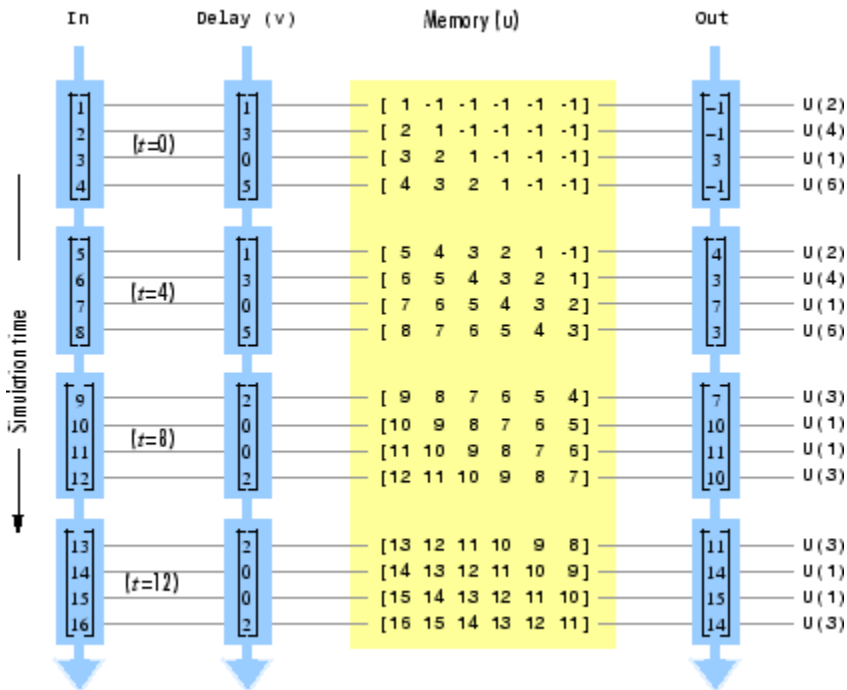 In Delay (v) Memory (u) Out
[1] [1] [ 1 -1 -1 -1 -1 -1] [-1] U(2)
2 3 [ 2 1 -1 -1 -1 -1] -1 U(4)
(t=0)
3 0 [ 3 2 1 -1 -1 -1] 3 U(1)
4 5 [ 4 3 2 1 -1 -1] -1 U(6)
5 1 [ 5 4 3 2 1 -1] 4 U(2)
6 3 [ 6 5 4 3 2 1] 3 U(4)
(t=4)
7 0 [ 7 6 5 4 3 2] 7 U(1)
8 5 [ 8 7 6 5 4 3] 3 U(6)
9 2 [ 9 8 7 6 5 4] 7 U(3)
10 0 [10 9 8 7 6 5] 10 U(1)
(t=8)
11 0 [11 10 9 8 7 6] 11 U(1)
12 2 [12 11 10 9 8 7] 10 U(3)
13 2 [13 12 11 10 9 8] 11 U(3)
14 0 [14 13 12 11 10 9] 14 U(1)
(t=12)
15 0 [15 14 13 12 11 10] 15 U(1)
16 2 [16 15 14 13 12 11] 14 U(3)
Simulation time